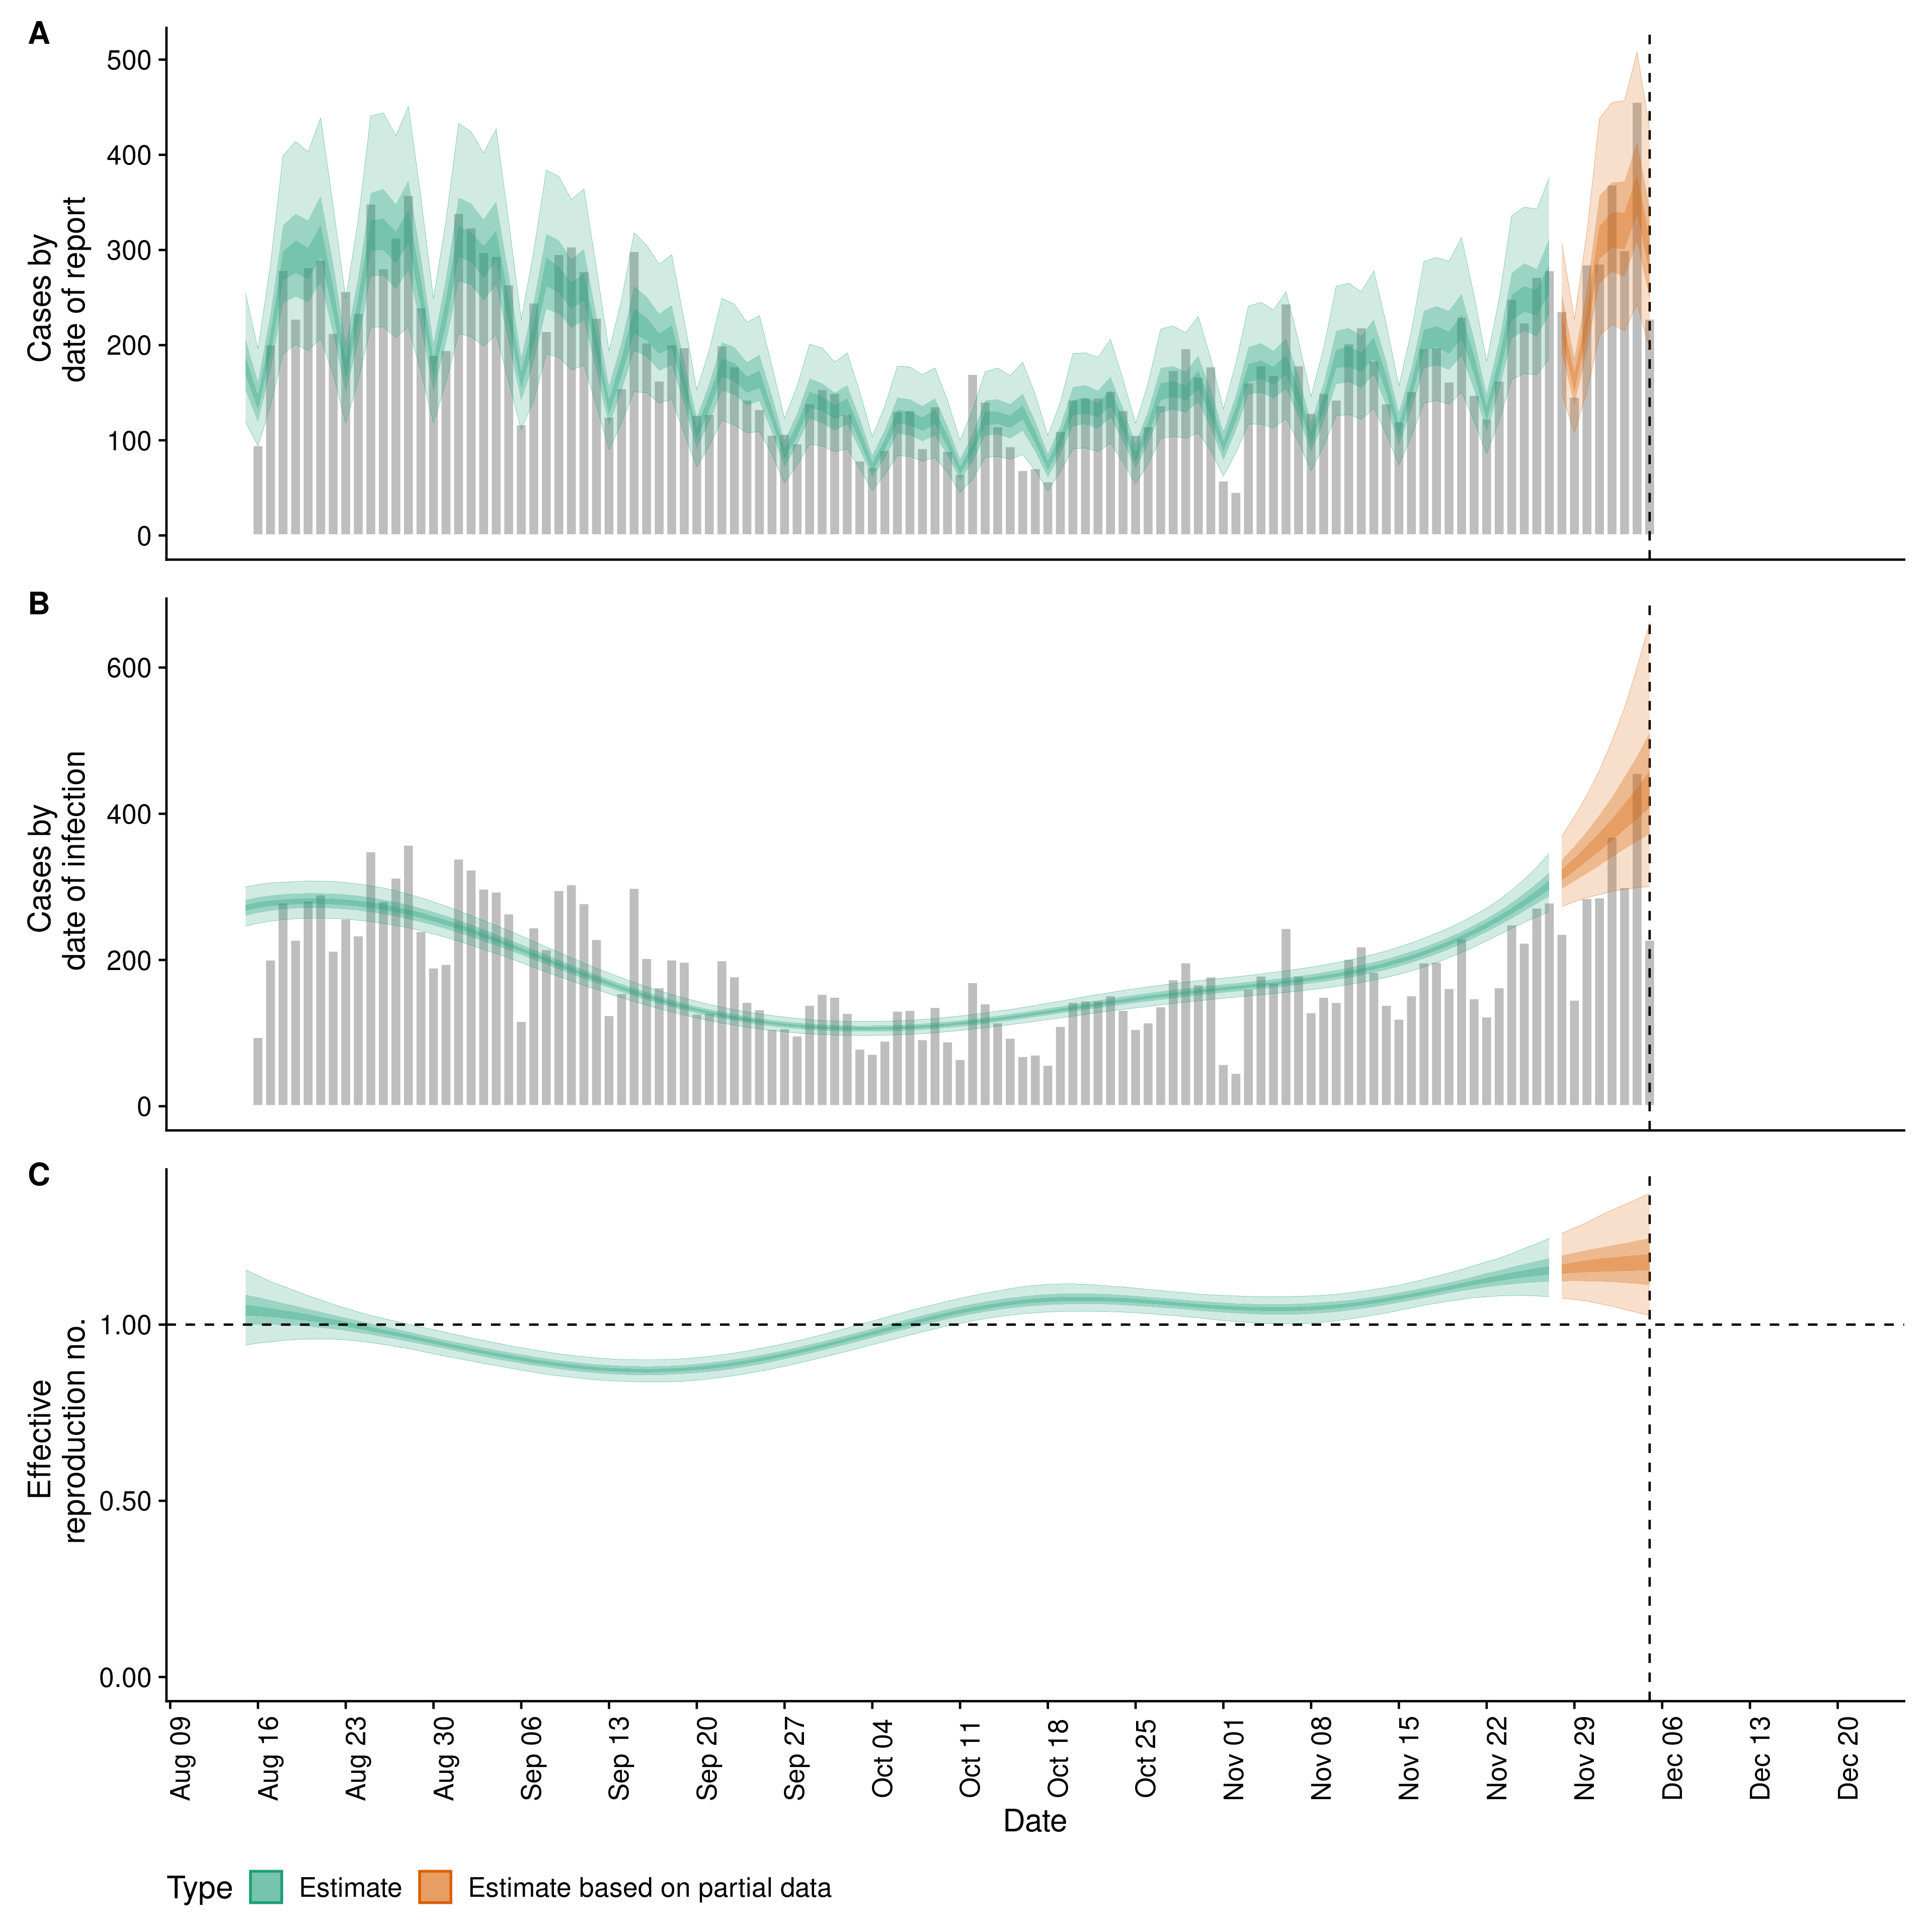 A
500
400
300
200
100
0
Cases by
date of report
B
600
400
200
0
Cases by
date of infection
C
1.00
0.50
0.00
Effective
reproduction no.
Aug 09
Aug 16
Aug 23
Aug 30
Sep 06
Sep 13
Sep 20
Sep 27
Oct 04
Oct 11
Oct 18
Oct 25
Nov 01
Nov 08
Nov 15
Nov 22
Nov 29
Dec 06
Dec 13
Dec 20
Date
Type Estimate Estimate based on partial data